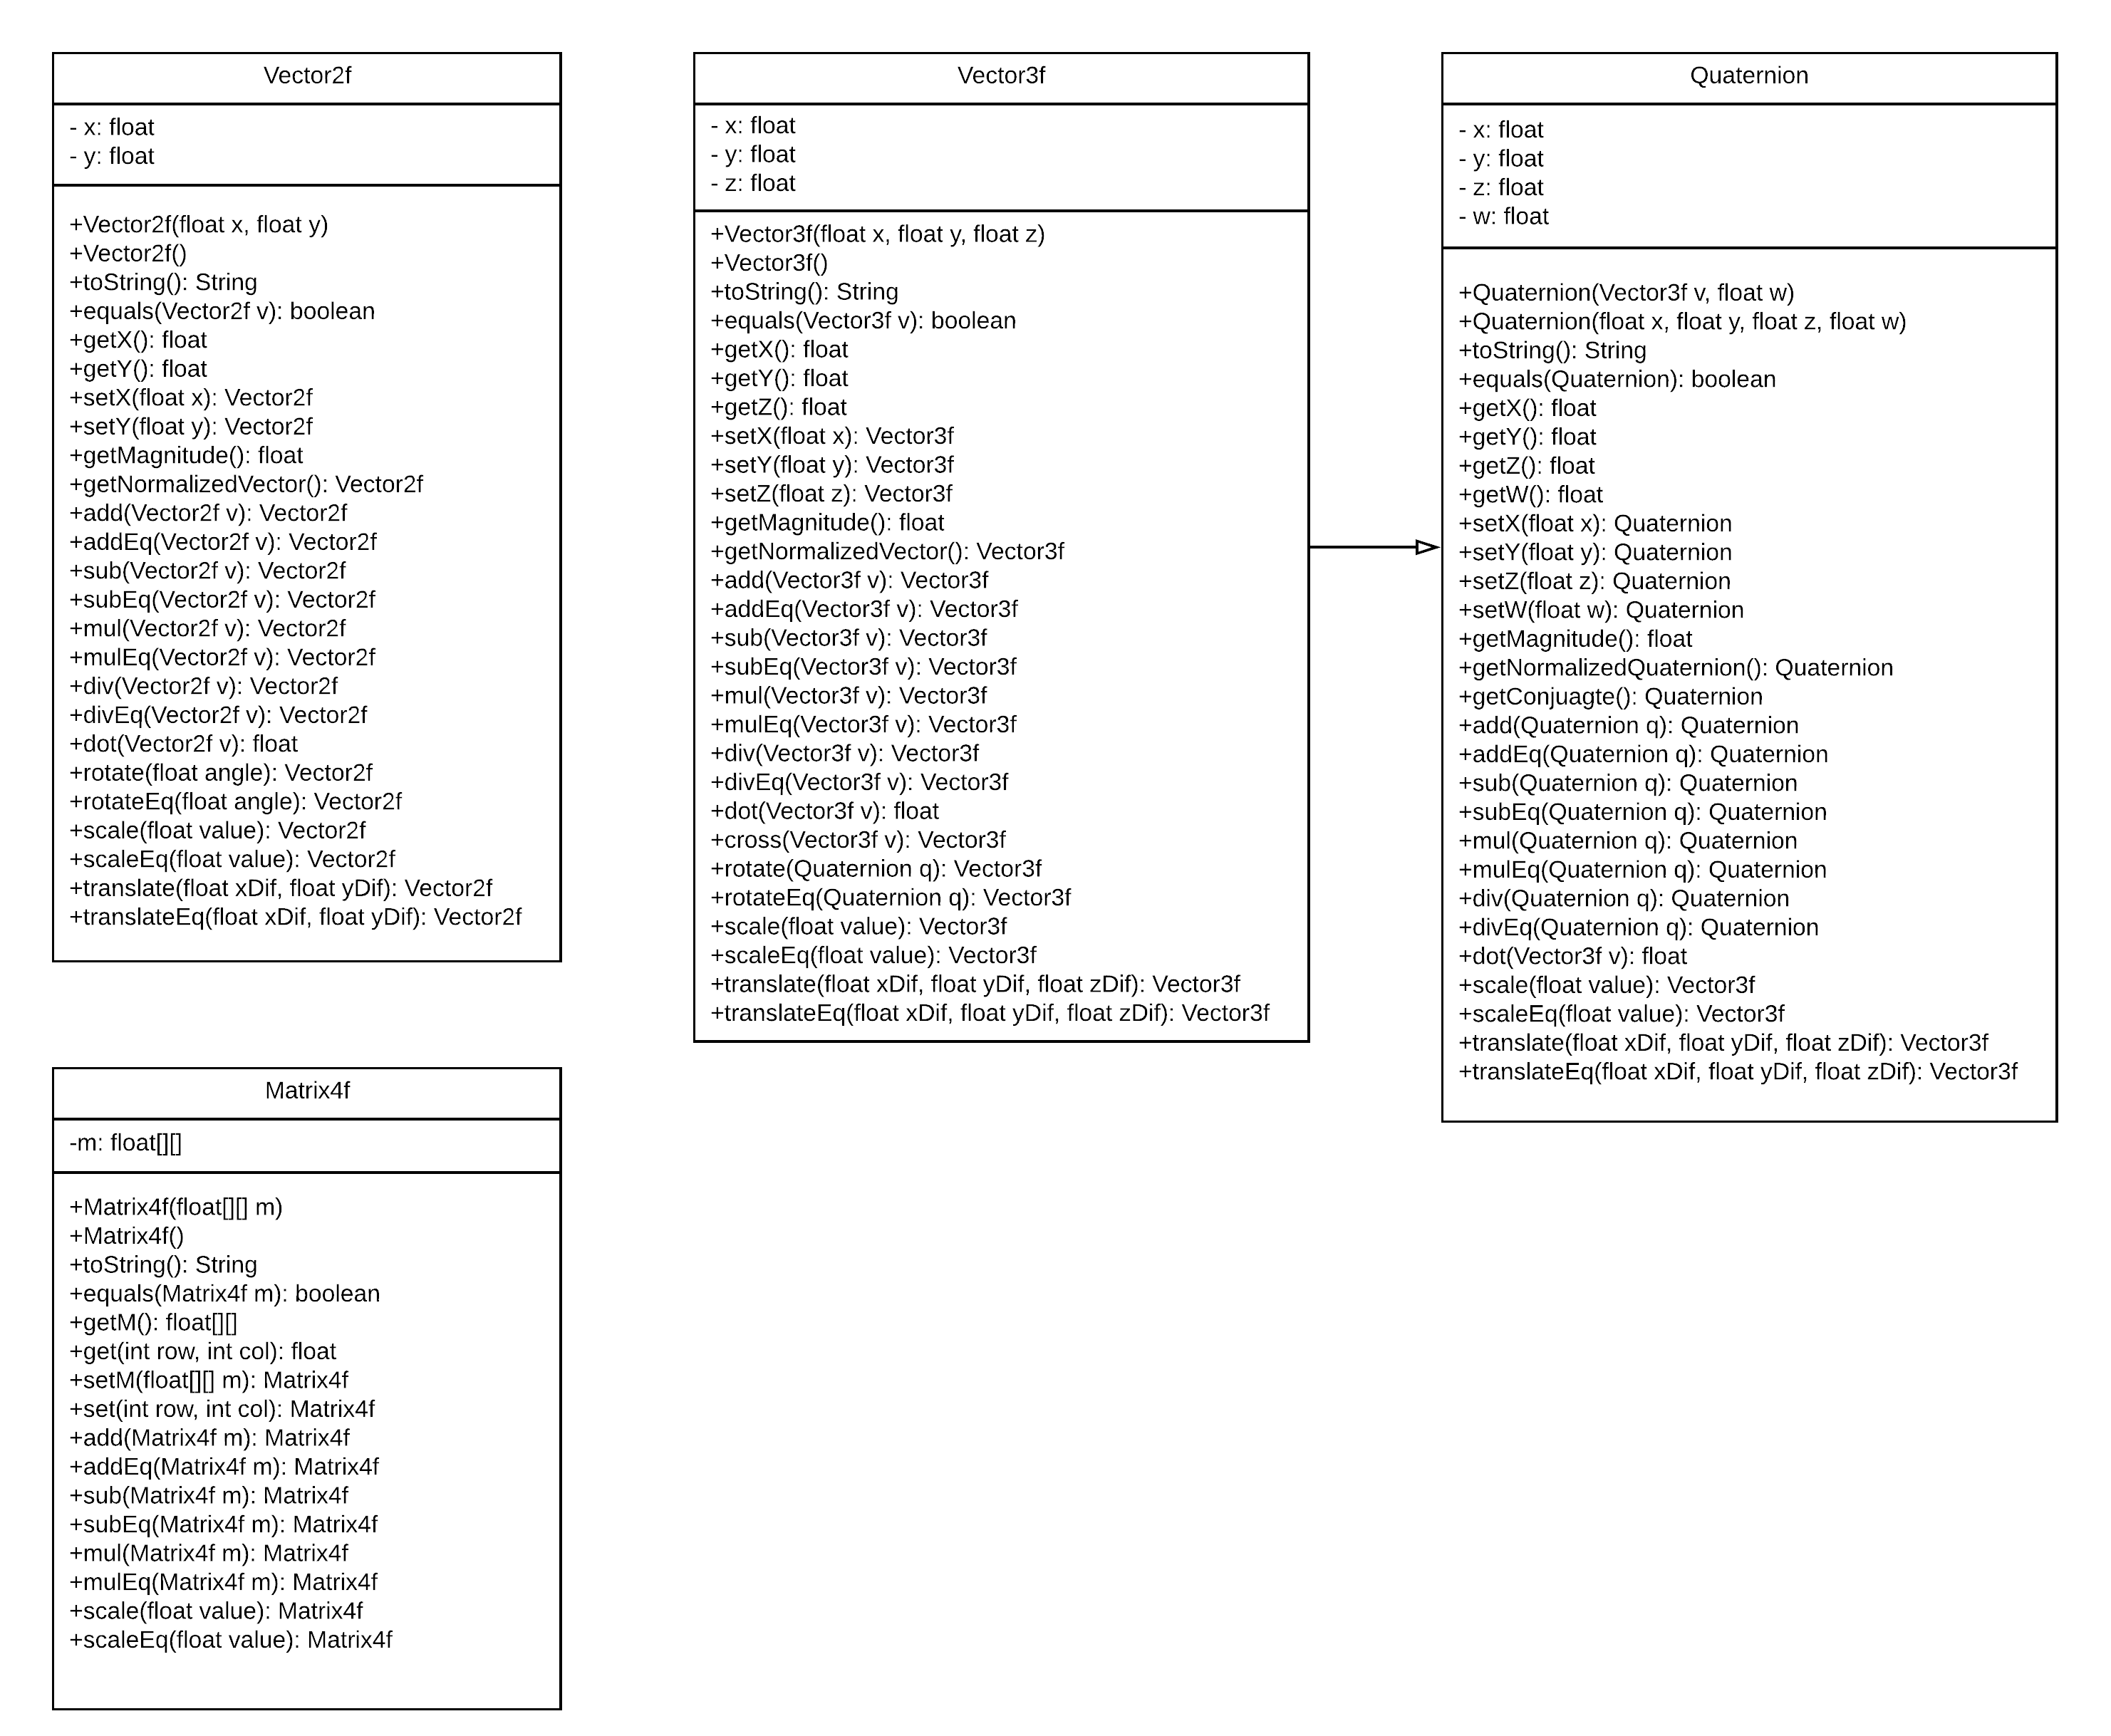 Vector2f
- x: float
- y: float
+Vector2f(float x, float y)
+Vector2f()
+toString(): String
+equals(Vector2f v): boolean
+getX(): float
+getY(): float
+setX(float x): Vector2f
+setY(float y): Vector2f
+getMagnitude(): float
+getNormalizedVector(): Vector2f
+add(Vector2f v): Vector2f
+addEq(Vector2f v): Vector2f
+sub(Vector2f v): Vector2f
+subEq(Vector2f v): Vector2f
+mul(Vector2f v): Vector2f
+mulEq(Vector2f v): Vector2f
+div(Vector2f v): Vector2f
+divEq(Vector2f v): Vector2f
+dot(Vector2f v): float
+rotate(float angle): Vector2f
+rotateEq(float angle): Vector2f
+scale(float value): Vector2f
+scaleEq(float value): Vector2f
+translate(float xDif, float yDif): Vector2f
+translateEq(float xDif, float yDif): Vector2f
Vector3f
- x: float
- y: float
- z: float
+Vector3f(float x, float y, float z)
+Vector3f()
+toString(): String
+equals(Vector3f v): boolean
+getX(): float
+getY(): float
+getZ(): float
+setX(float x): Vector3f
+setY(float y): Vector3f
+setZ(float z): Vector3f
+getMagnitude(): float
+getNormalizedVector(): Vector3f
+add(Vector3f v): Vector3f
+addEq(Vector3f v): Vector3f
+sub(Vector3f v): Vector3f
+subEq(Vector3f v): Vector3f
+mul(Vector3f v): Vector3f
+mulEq(Vector3f v): Vector3f
+div(Vector3f v): Vector3f
+divEq(Vector3f v): Vector3f
+dot(Vector3f v): float
+cross(Vector3f v): Vector3f
+rotate(Quaternion q): Vector3f
+rotateEq(Quaternion q): Vector3f
+scale(float value): Vector3f
+scaleEq(float value): Vector3f
+translate(float xDif, float yDif, float zDif): Vector3f
+translateEq(float xDif, float yDif, float zDif): Vector3f
Quaternion
- x: float
- y: float
- z: float
- w: float
+Quaternion(Vector3f v, float w)
+Quaternion(float x, float y, float z, float w)
+toString(): String
+equals(Quaternion): boolean
+getX(): float
+getY(): float
+getZ(): float
+getW(): float
+setX(float x): Quaternion
+setY(float y): Quaternion
+setZ(float z): Quaternion
+setW(float w): Quaternion
+getMagnitude(): float
+getNormalizedQuaternion(): Quaternion
+getConjuagte(): Quaternion
+add(Quaternion q): Quaternion
+addEq(Quaternion q): Quaternion
+sub(Quaternion q): Quaternion
+subEq(Quaternion q): Quaternion
+mul(Quaternion q): Quaternion
+mulEq(Quaternion q): Quaternion
+div(Quaternion q): Quaternion
+divEq(Quaternion q): Quaternion
+dot(Vector3f v): float
+scale(float value): Vector3f
+scaleEq(float value): Vector3f
+translate(float xDif, float yDif, float zDif): Vector3f
+translateEq(float xDif, float yDif, float zDif): Vector3f
Matrix4f
-m: float[][]
+Matrix4f(float[][] m)
+Matrix4f()
+toString(): String
+equals(Matrix4f m): boolean
+getM(): float[][]
+get(int row, int col): float
+setM(float[][] m): Matrix4f
+set(int row, int col): Matrix4f
+add(Matrix4f m): Matrix4f
+addEq(Matrix4f m): Matrix4f
+sub(Matrix4f m): Matrix4f
+subEq(Matrix4f m): Matrix4f
+mul(Matrix4f m): Matrix4f
+mulEq(Matrix4f m): Matrix4f
+scale(float value): Matrix4f
+scaleEq(float value): Matrix4f